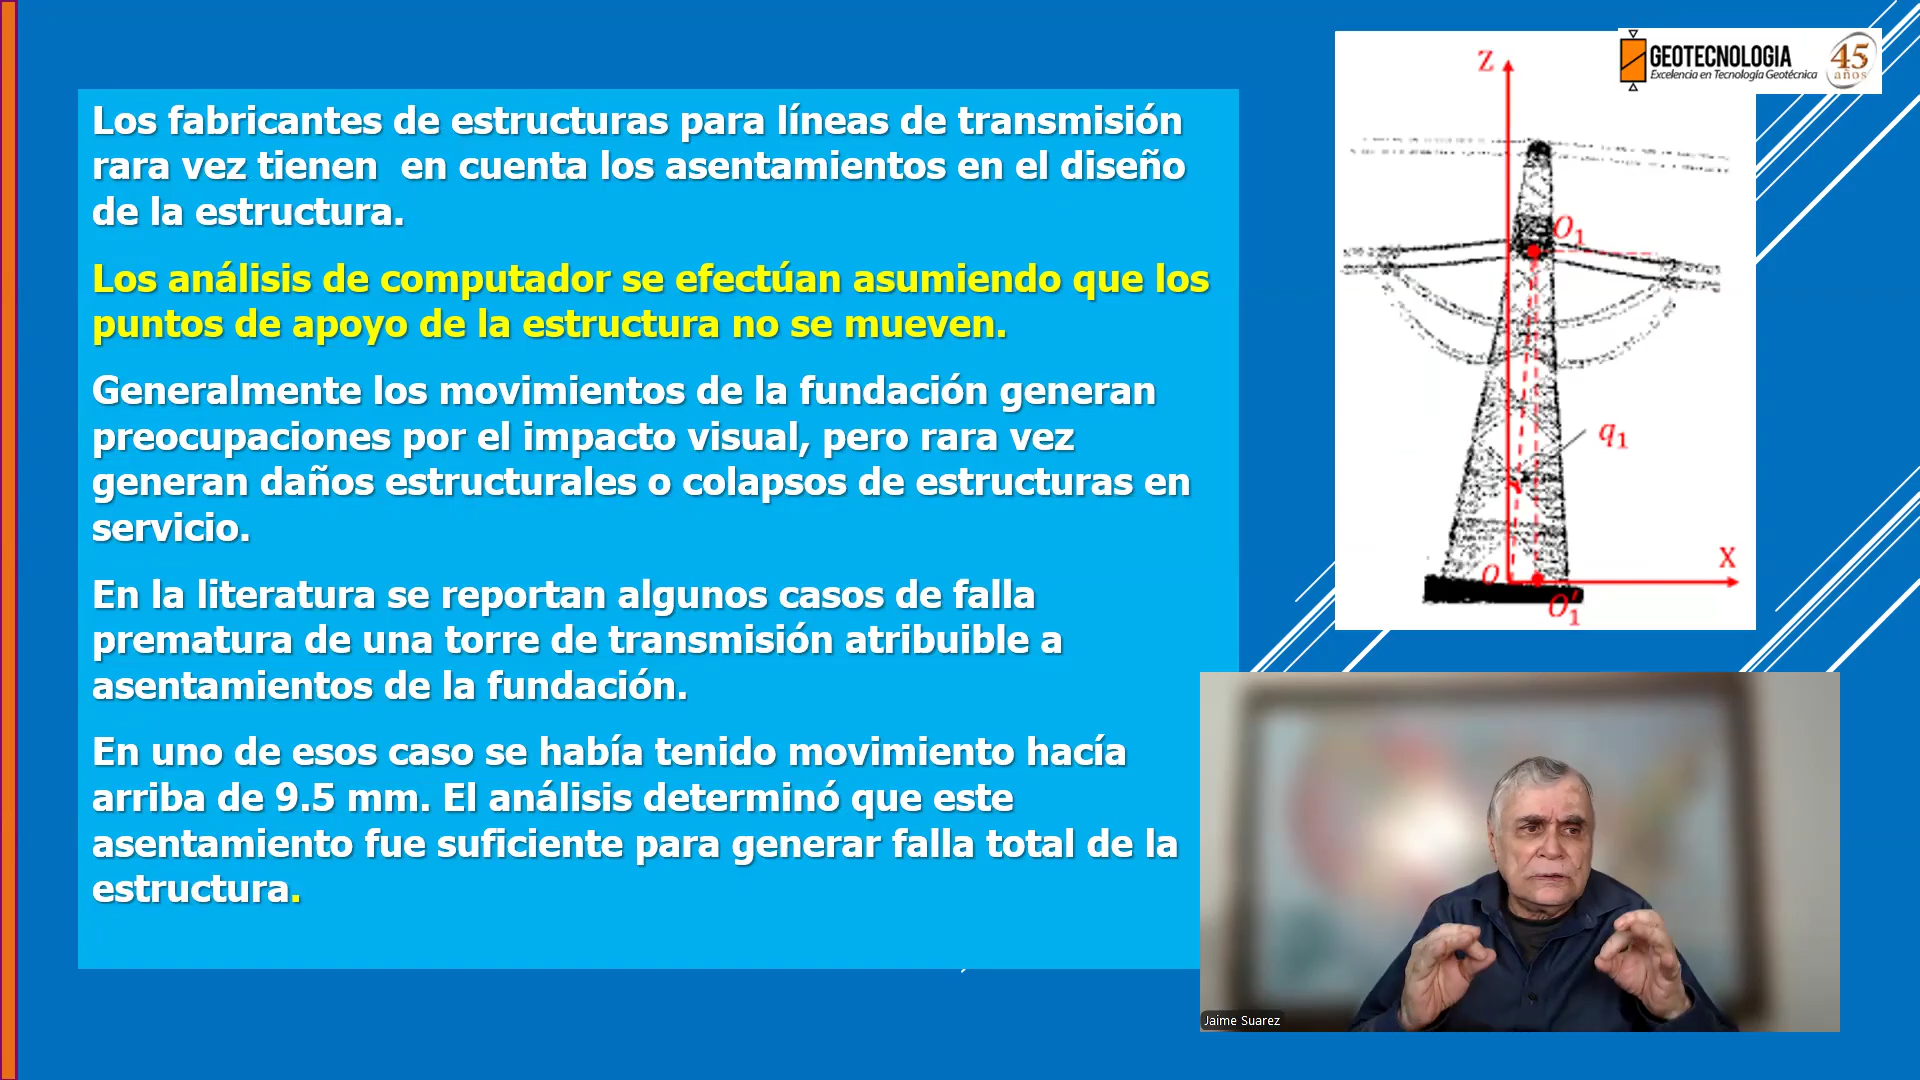 GEOTECNOLOGIA
Excelencia en Tecnología Geotécnica
45
años
Los fabricantes de estructuras para líneas de transmisión
rara vez tienen  en cuenta los asentamientos en el diseño
de la estructura.
Los análisis de computador se efectúan asumiendo que los
puntos de apoyo de la estructura no se mueven.
Generalmente los movimientos de la fundación generan
preocupaciones por el impacto visual, pero rara vez
generan daños estructurales o colapsos de estructuras en
servicio.
En la literatura se reportan algunos casos de falla
prematura de una torre de transmisión atribuible a
asentamientos de la fundación.
En uno de esos caso se había tenido movimiento hacía
arriba de 9.5 mm. El análisis determinó que este
asentamiento fue suficiente para generar falla total de la
estructura.
Z
O₁
q₁
X
O
O₁'
Jaime Suarez